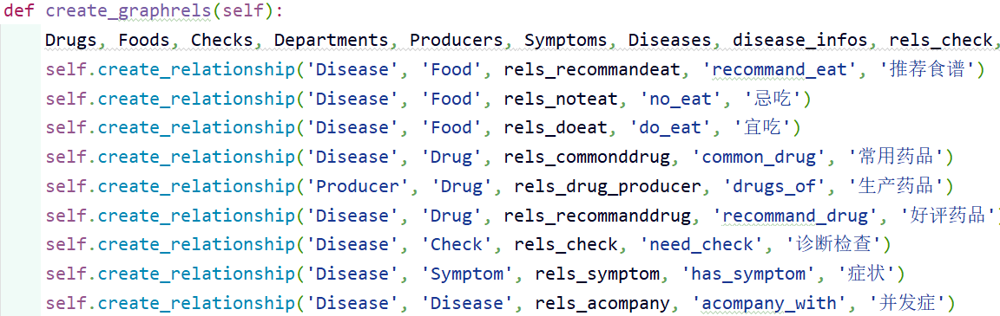 def create_graphrels(self):
Drugs, Foods, Checks, Departments, Producers, Symptoms, Diseases, disease_infos, rels_check,
self.create_relationship('Disease', 'Food', rels_recommandeat, 'recommand_eat', '推荐食谱')
self.create_relationship('Disease', 'Food', rels_noteat, 'no_eat', '忌吃')
self.create_relationship('Disease', 'Food', rels_doeat, 'do_eat', '宜吃')
self.create_relationship('Disease', 'Drug', rels_commonddrug, 'common_drug', '常用药品')
self.create_relationship('Producer', 'Drug', rels_drug_producer, 'drugs_of', '生产药品')
self.create_relationship('Disease', 'Drug', rels_recommanddrug, 'recommand_drug', '好评药品')
self.create_relationship('Disease', 'Check', rels_check, 'need_check', '诊断检查')
self.create_relationship('Disease', 'Symptom', rels_symptom, 'has_symptom', '症状')
self.create_relationship('Disease', 'Disease', rels_acompany, 'acompany_with', '并发症')